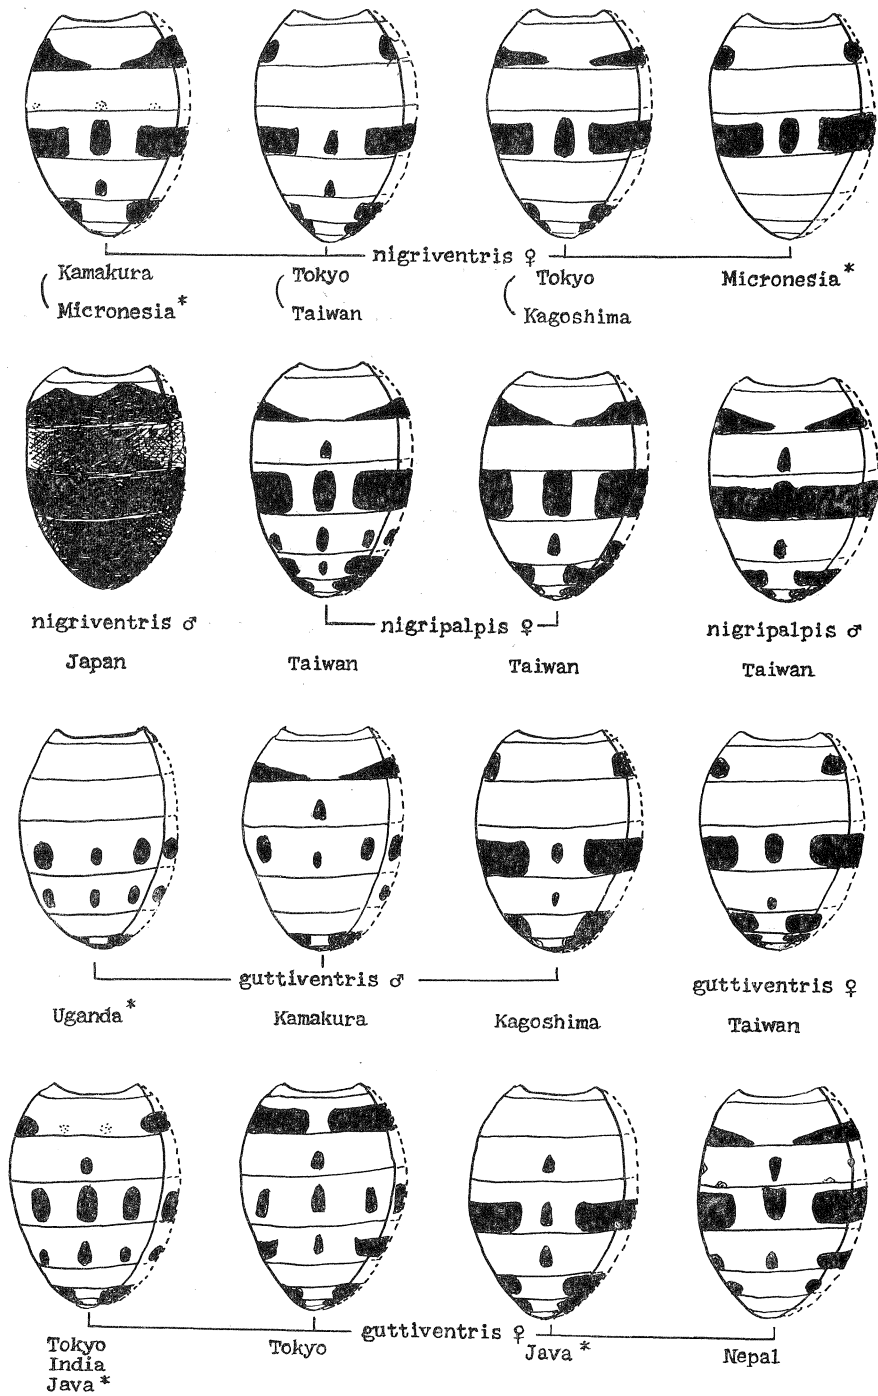 nigriventris ♀
Kamakura
Micronesia*
Tokyo
Taiwan
Tokyo
Kagoshima
Micronesia*
nigriventris ♂
Japan
nigripalpis ♀
Taiwan
Taiwan
nigripalpis ♂
Taiwan
guttiventris ♂
Uganda*
Kamakura
Kagoshima
guttiventris ♀
Taiwan
guttiventris ♀
Tokyo
India
Java*
Tokyo
Java*
Nepal